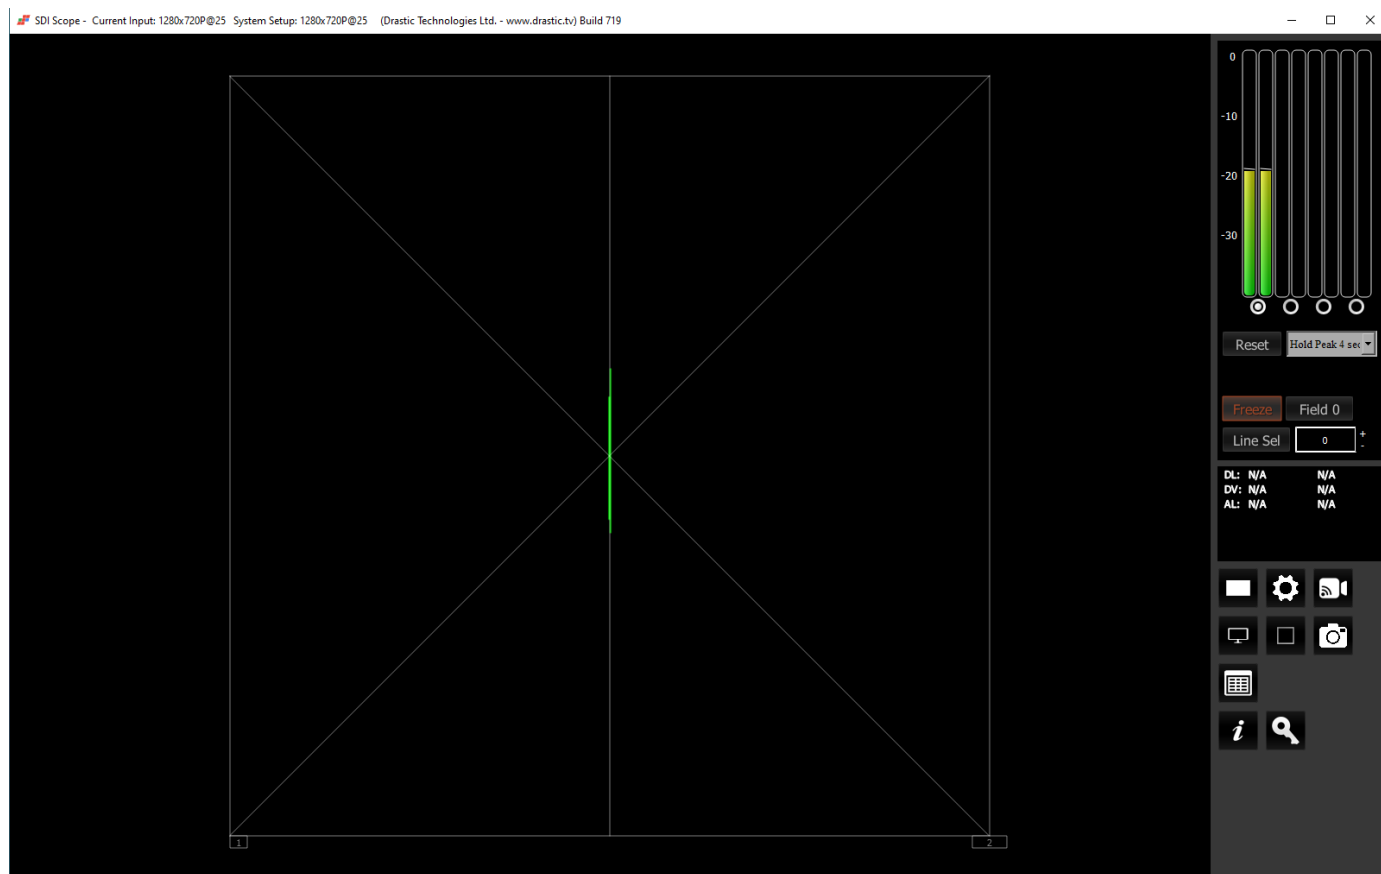 SDI Scope - Current Input: 1280x720P@25 System Setup: 1280x720P@25 (Drastic Technologies Ltd. - www.drastic.tv) Build 719
0
-10
-20
-30
Reset Hold Peak 4 sec
Freeze Field 0
Line Sel 0 + -
DL: N/A N/A
DV: N/A N/A
AL: N/A N/A
i
1 2